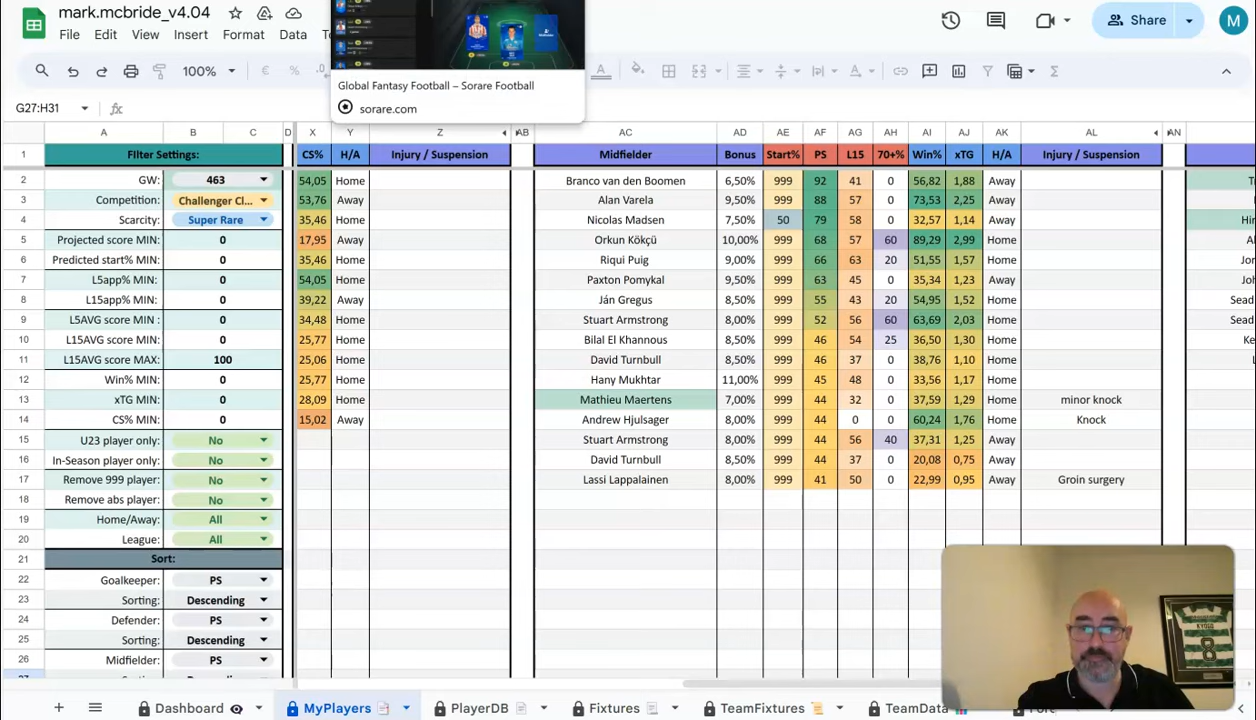 mark.mcbride_v4.04
File Edit View Insert Format Data
Share
M
Global Fantasy Football – Sorare Football
sorare.com
100%
G27:H31
A B C D X Y Z AB AC AD AE AF AG AH AI AJ AK AL AN
1 Filter Settings: CS% H/A Injury / Suspension Midfielder Bonus Start% PS L15 70+% Win% xTG H/A Injury / Suspension
2 GW: 463 54,05 Home Branco van den Boomen 6,50% 999 92 41 0 56,82 1,88 Away
3 Competition: Challenger Cl... 53,76 Away Alan Varela 9,50% 999 88 57 0 73,53 2,25 Away
4 Scarcity: Super Rare 35,46 Home Nicolas Madsen 7,50% 50 79 58 0 32,57 1,14 Away
5 Projected score MIN: 0 17,95 Away Orkun Kökçü 10,00% 999 68 57 60 89,29 2,99 Home
6 Predicted start% MIN: 0 35,46 Home Riqui Puig 9,00% 999 66 63 20 51,55 1,57 Home
7 L5app% MIN: 0 54,05 Home Paxton Pomykal 9,50% 999 63 45 0 35,34 1,23 Away
8 L15app% MIN: 0 39,22 Away Ján Gregus 8,50% 999 55 43 20 54,95 1,52 Home
9 L5AVG score MIN : 0 34,48 Home Stuart Armstrong 8,00% 999 52 56 60 63,69 2,03 Home
10 L15AVG score MIN: 0 25,77 Home Bilal El Khannous 8,50% 999 46 54 25 36,50 1,30 Home
11 L15AVG score MAX: 100 25,06 Home David Turnbull 8,50% 999 46 37 0 38,76 1,10 Home
12 Win% MIN: 0 25,77 Home Hany Mukhtar 11,00% 999 45 48 0 33,56 1,17 Home
13 xTG MIN: 0 28,09 Home Mathieu Maertens 7,00% 999 44 32 0 37,59 1,29 Home minor knock
14 CS% MIN: 0 15,02 Away Andrew Hjulsager 8,00% 999 44 0 0 60,24 1,76 Home Knock
15 U23 player only: No Stuart Armstrong 8,00% 999 44 56 40 37,31 1,25 Away
16 In-Season player only: No David Turnbull 8,50% 999 44 37 0 20,08 0,75 Away
17 Remove 999 player: No Lassi Lappalainen 8,00% 999 41 50 0 22,99 0,95 Away Groin surgery
18 Remove abs player: No
19 Home/Away: All
20 League: All
21 Sort:
22 Goalkeeper: PS
23 Sorting: Descending
24 Defender: PS
25 Sorting: Descending
26 Midfielder: PS
KYOGO
8
Dashboard MyPlayers PlayerDB Fixtures TeamFixtures TeamData